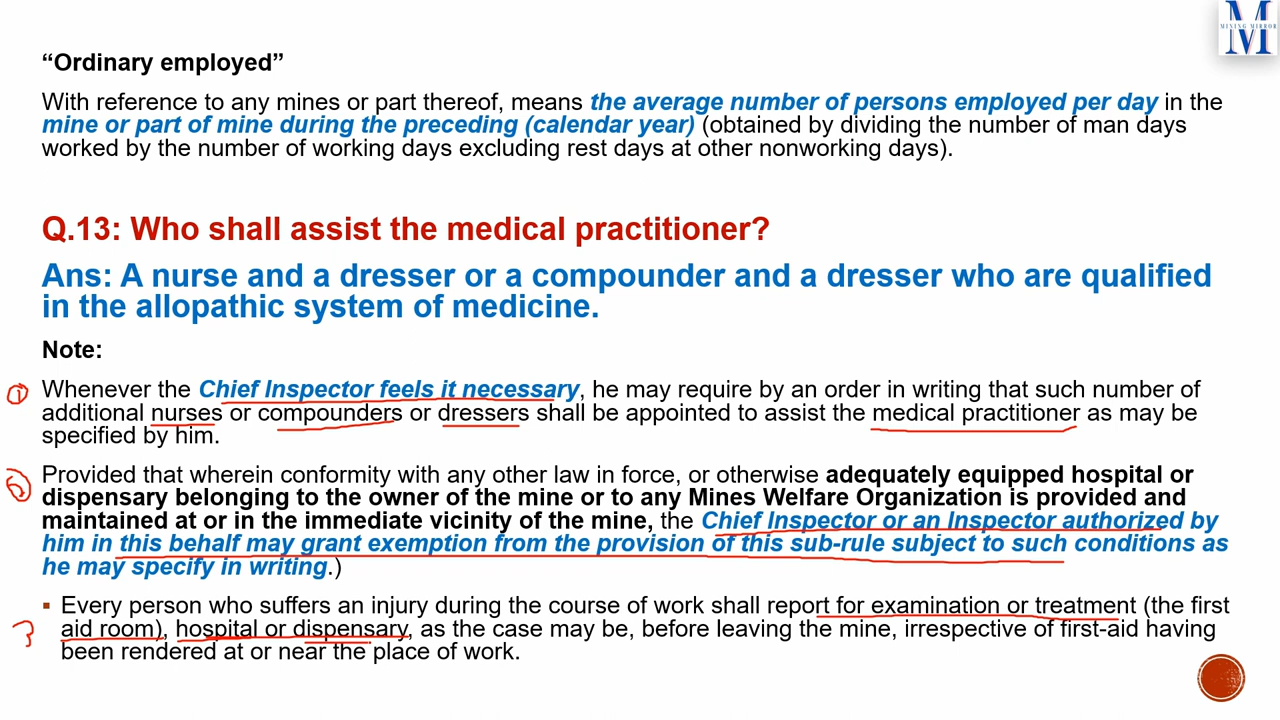 M
MINING MIRROR
“Ordinary employed”
With reference to any mines or part thereof, means the average number of persons employed per day in the
mine or part of mine during the preceding (calendar year) (obtained by dividing the number of man days
worked by the number of working days excluding rest days at other nonworking days).
Q.13: Who shall assist the medical practitioner?
Ans: A nurse and a dresser or a compounder and a dresser who are qualified
in the allopathic system of medicine.
Note:
1 Whenever the Chief Inspector feels it necessary, he may require by an order in writing that such number of
additional nurses or compounders or dressers shall be appointed to assist the medical practitioner as may be
specified by him.
2 Provided that wherein conformity with any other law in force, or otherwise adequately equipped hospital or
dispensary belonging to the owner of the mine or to any Mines Welfare Organization is provided and
maintained at or in the immediate vicinity of the mine, the Chief Inspector or an Inspector authorized by
him in this behalf may grant exemption from the provision of this sub-rule subject to such conditions as
he may specify in writing.)
▪ Every person who suffers an injury during the course of work shall report for examination or treatment (the first
3 aid room), hospital or dispensary, as the case may be, before leaving the mine, irrespective of first-aid having
been rendered at or near the place of work.